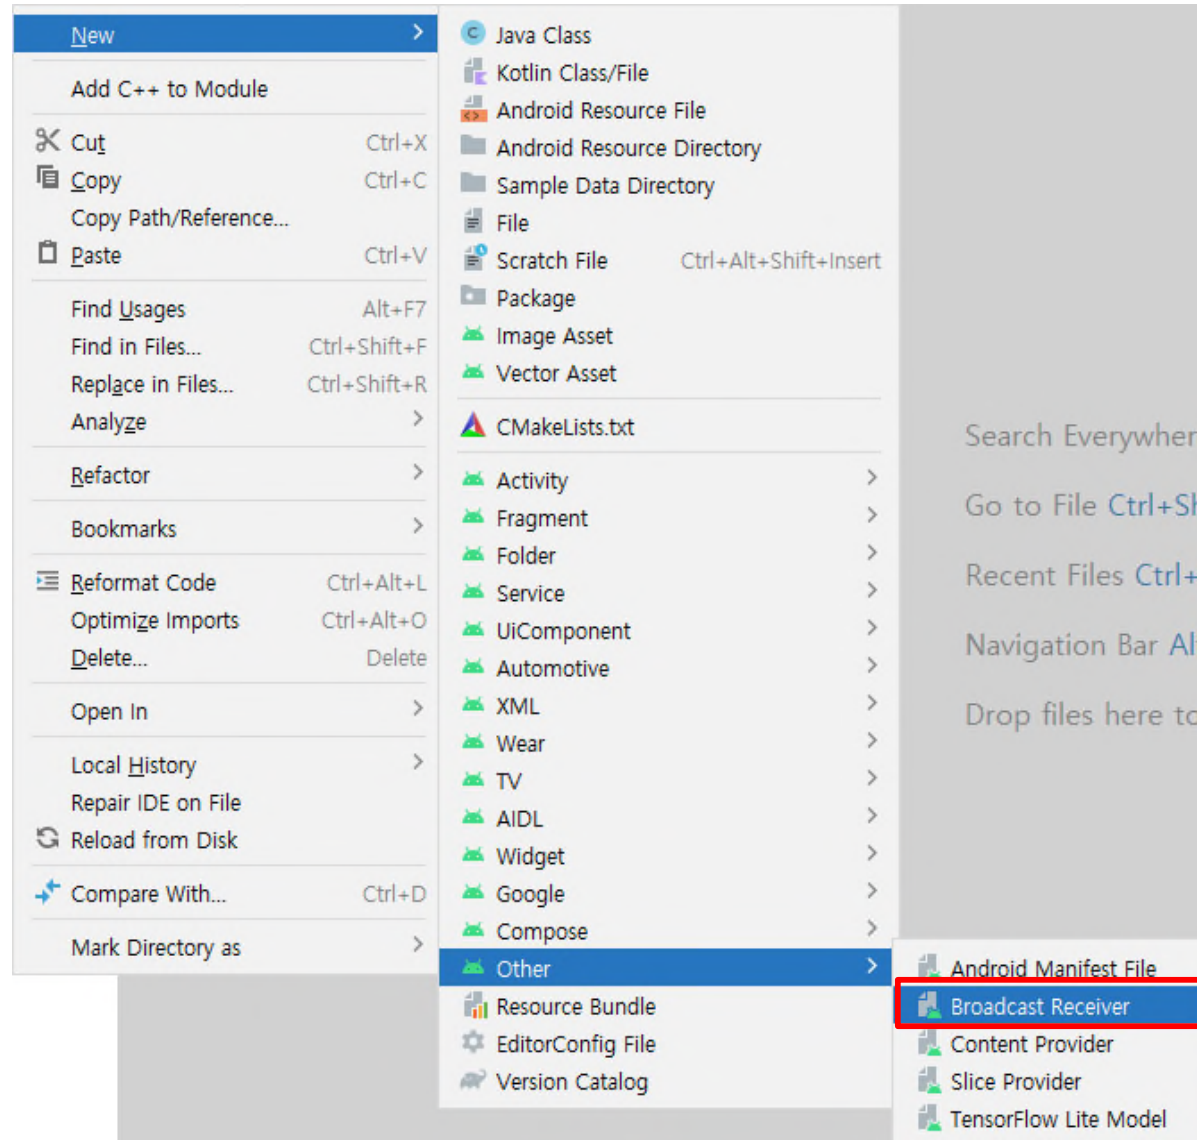 New
Add C++ to Module
Cut Ctrl+X
Copy Ctrl+C
Copy Path/Reference...
Paste Ctrl+V
Find Usages Alt+F7
Find in Files... Ctrl+Shift+F
Replace in Files... Ctrl+Shift+R
Analyze
Refactor
Bookmarks
Reformat Code Ctrl+Alt+L
Optimize Imports Ctrl+Alt+O
Delete... Delete
Open In
Local History
Repair IDE on File
Reload from Disk
Compare With... Ctrl+D
Mark Directory as
Java Class
Kotlin Class/File
Android Resource File
Android Resource Directory
Sample Data Directory
File
Scratch File Ctrl+Alt+Shift+Insert
Package
Image Asset
Vector Asset
CMakeLists.txt
Activity
Fragment
Folder
Service
UiComponent
Automotive
XML
Wear
TV
AIDL
Widget
Google
Compose
Other
Resource Bundle
EditorConfig File
Version Catalog
Android Manifest File
Broadcast Receiver
Content Provider
Slice Provider
TensorFlow Lite Model
Search
Go to File
Recent Files Ctrl+
Navigation Bar
Drop files here to